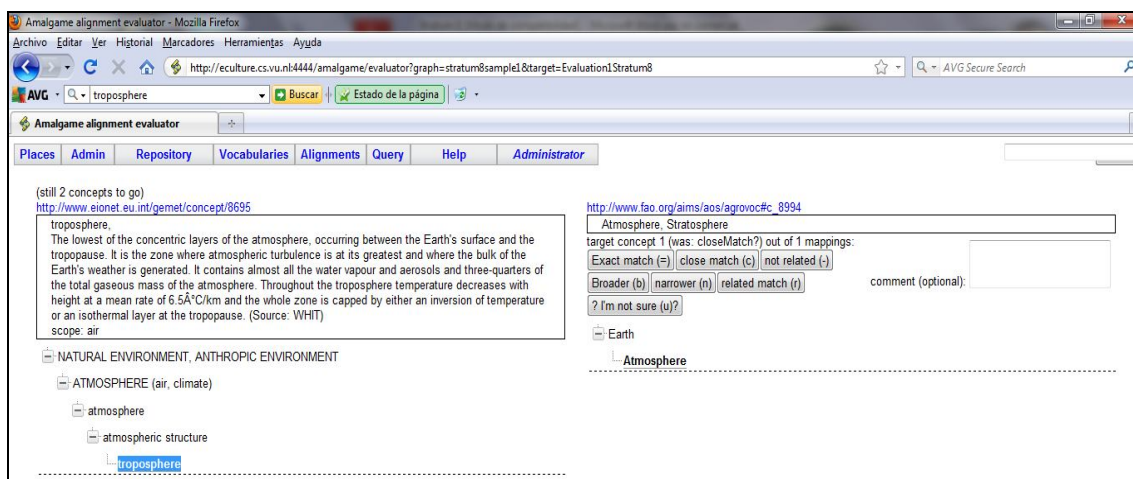 Amalgame alignment evaluator - Mozilla Firefox
Archivo Editar Ver Historial Marcadores Herramientas Ayuda
http://eculture.cs.vu.nl:4444/amalgame/evaluator?graph=stratum8sample1&target=Evaluation1Stratum8
AVG Secure Search
AVG troposphere Buscar Estado de la página
Amalgame alignment evaluator
Places Admin Repository Vocabularies Alignments Query Help Administrator
(still 2 concepts to go)
http://www.eionet.eu.int/gemet/concept/8695
troposphere,
The lowest of the concentric layers of the atmosphere, occurring between the Earth's surface and the
tropopause. It is the zone where atmospheric turbulence is at its greatest and where the bulk of the
Earth's weather is generated. It contains almost all the water vapour and aerosols and three-quarters of
the total gaseous mass of the atmosphere. Throughout the troposphere temperature decreases with
height at a mean rate of 6.5Â°C/km and the whole zone is capped by either an inversion of temperature
or an isothermal layer at the tropopause. (Source: WHIT)
scope: air
NATURAL ENVIRONMENT, ANTHROPIC ENVIRONMENT
ATMOSPHERE (air, climate)
atmosphere
atmospheric structure
troposphere
http://www.fao.org/aims/aos/agrovoc#c_8994
Atmosphere, Stratosphere
target concept 1 (was: closeMatch?) out of 1 mappings:
Exact match (=) close match (c) not related (-)
Broader (b) narrower (n) related match (r)
comment (optional):
? I'm not sure (u)?
Earth
Atmosphere